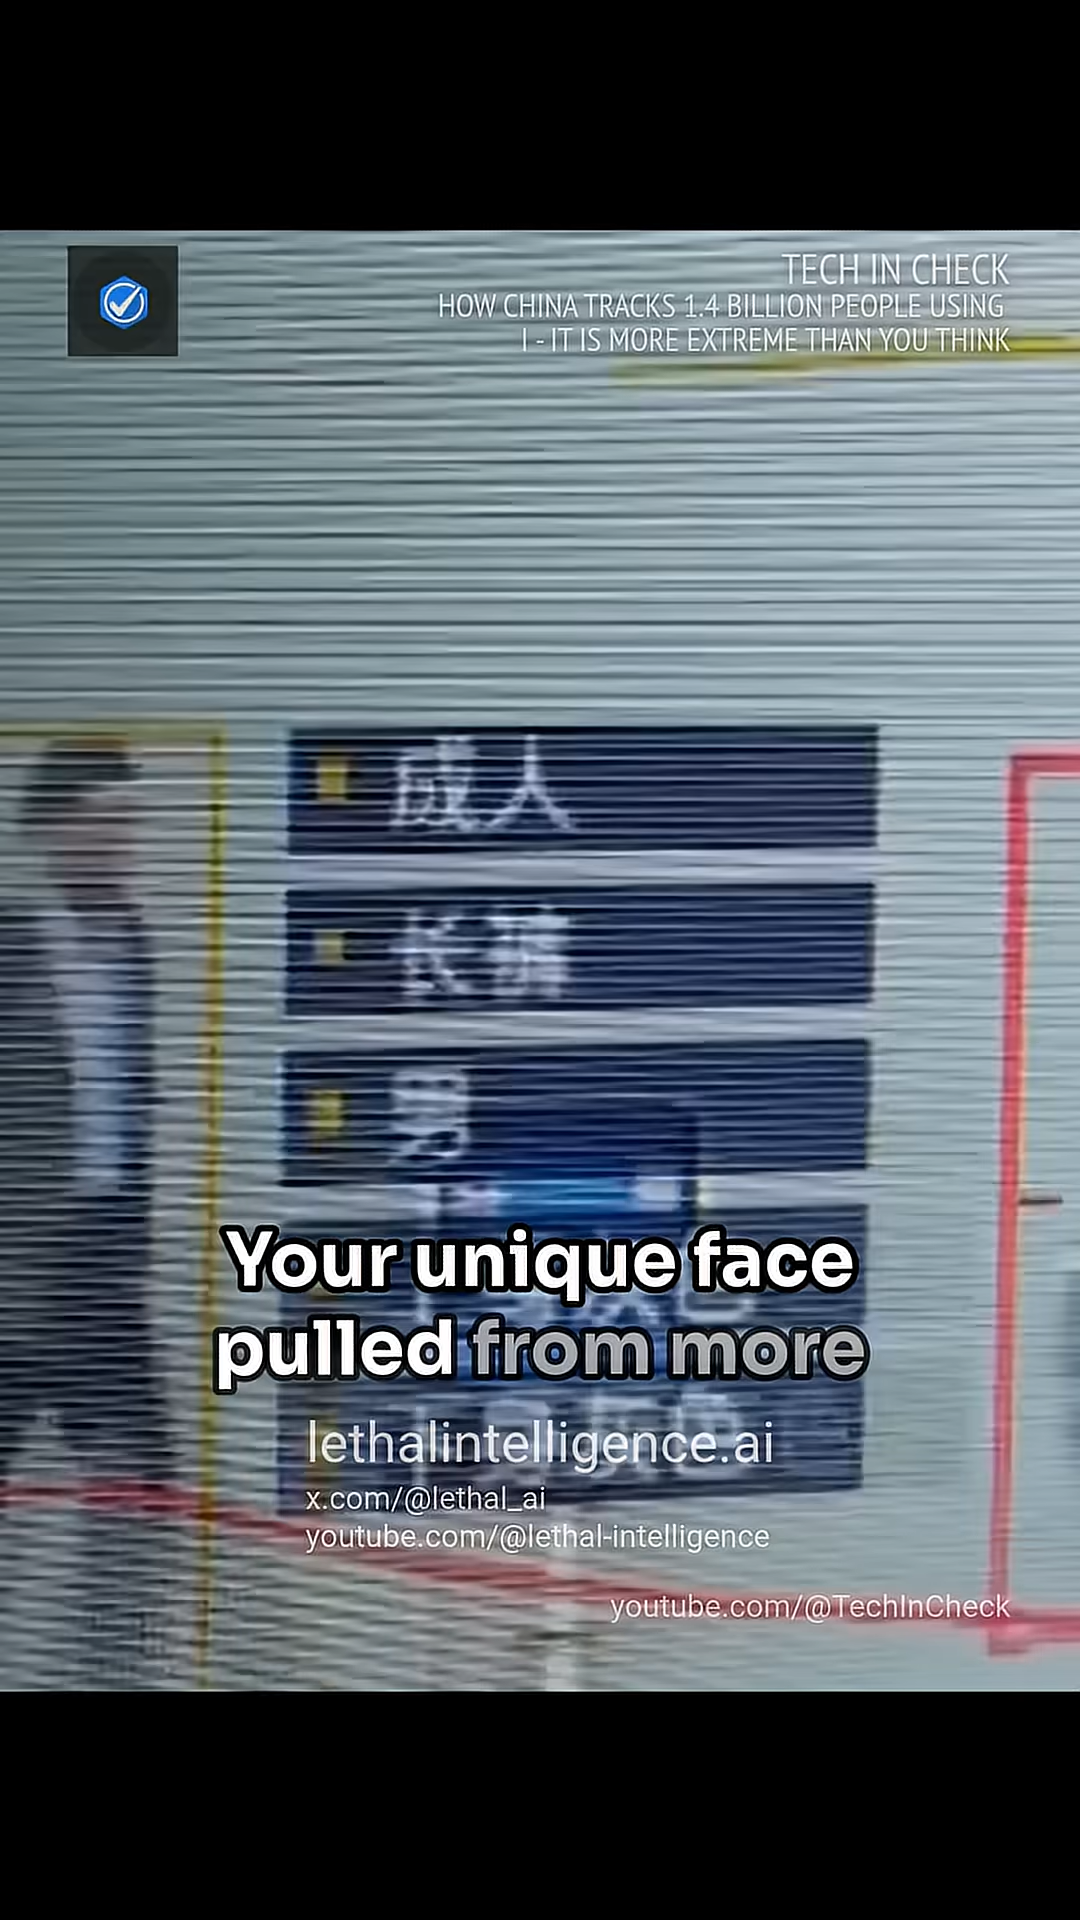 TECH IN CHECK
HOW CHINA TRACKS 1.4 BILLION PEOPLE USING
I - IT IS MORE EXTREME THAN YOU THINK
成人
男
Your unique face
pulled from more
lethalintelligence.ai
x.com/@lethal_ai
youtube.com/@lethal-intelligence
youtube.com/@TechInCheck